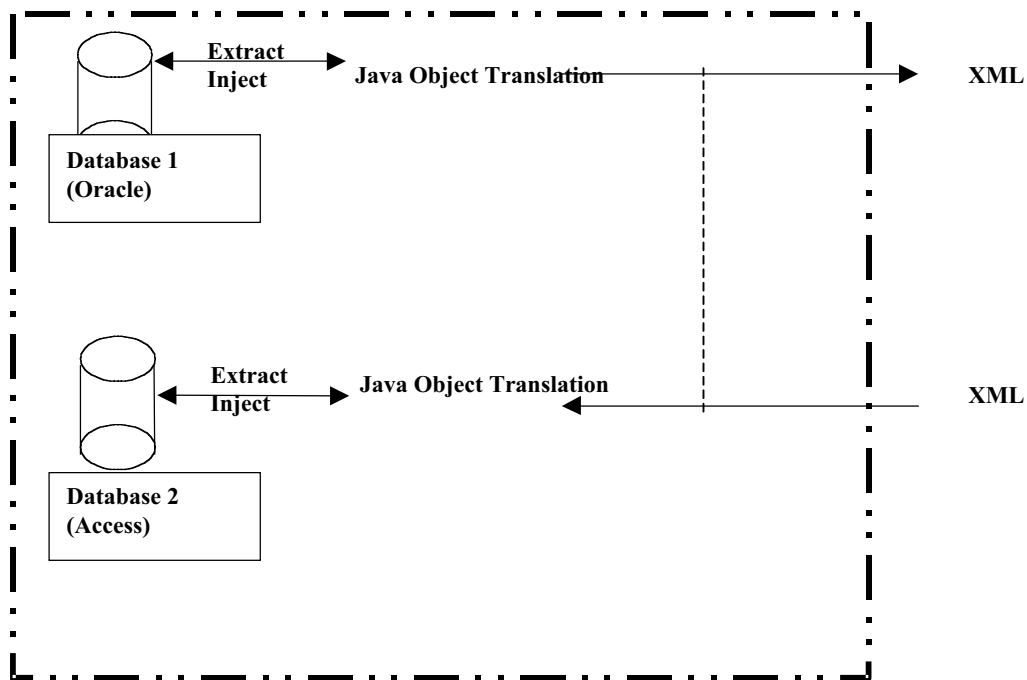 Extract
Inject
Java Object Translation
XML
Database 1
(Oracle)
Extract
Inject
Java Object Translation
XML
Database 2
(Access)